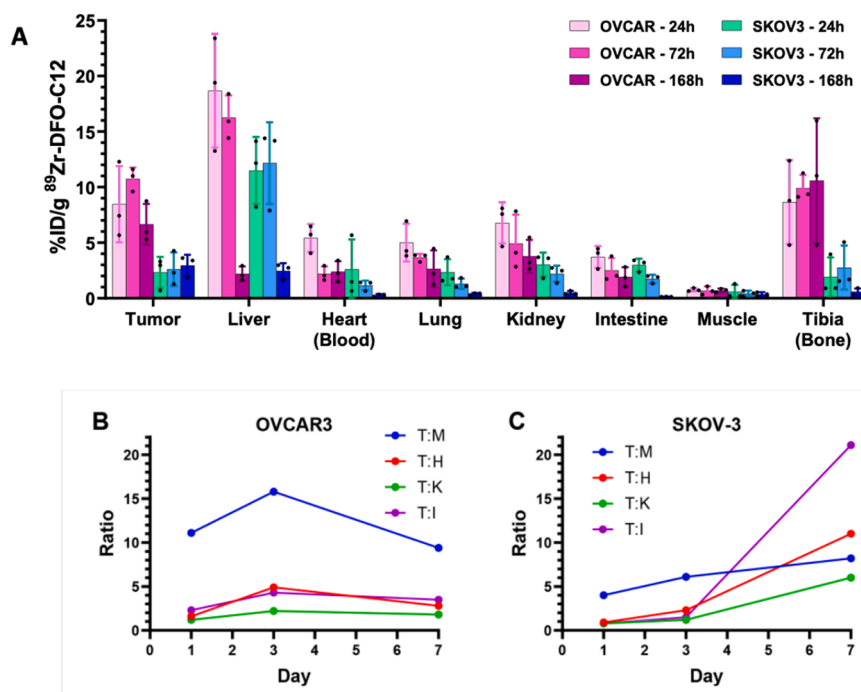 A
%ID/g ⁸⁹Zr-DFO-C12
25
20
15
10
5
0
OVCAR - 24h
OVCAR - 72h
OVCAR - 168h
SKOV3 - 24h
SKOV3 - 72h
SKOV3 - 168h
Tumor Liver Heart (Blood) Lung Kidney Intestine Muscle Tibia (Bone)
B
OVCAR3
T:M
T:H
T:K
T:I
Ratio
20
15
10
5
0
0 1 2 3 4 5 6 7
Day
C
SKOV-3
T:M
T:H
T:K
T:I
Ratio
20
15
10
5
0
0 1 2 3 4 5 6 7
Day